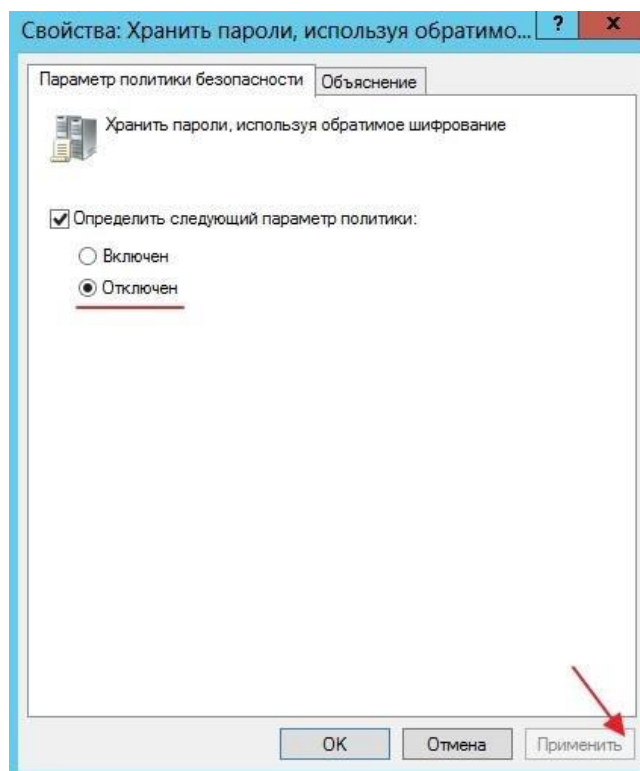 Свойства: Хранить пароли, используя обратимо...
?
x
Параметр политики безопасности
Объяснение
Хранить пароли, используя обратимое шифрование
Определить следующий параметр политики:
Включен
Отключен
OK
Отмена
Применить